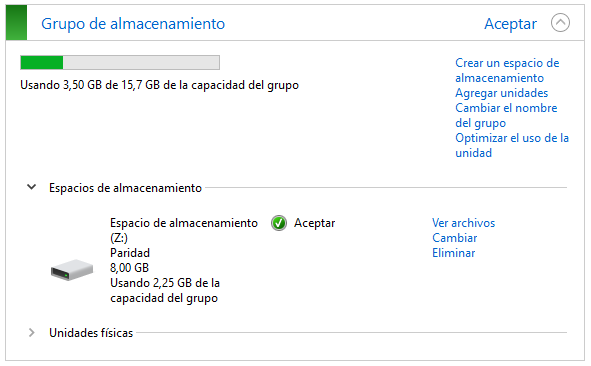 Grupo de almacenamiento
Aceptar
Usando 3,50 GB de 15,7 GB de la capacidad del grupo
Crear un espacio de
almacenamiento
Agregar unidades
Cambiar el nombre
del grupo
Optimizar el uso de la
unidad
Espacios de almacenamiento
Espacio de almacenamiento
(Z:)
Paridad
8,00 GB
Usando 2,25 GB de la
capacidad del grupo
Aceptar
Ver archivos
Cambiar
Eliminar
Unidades físicas